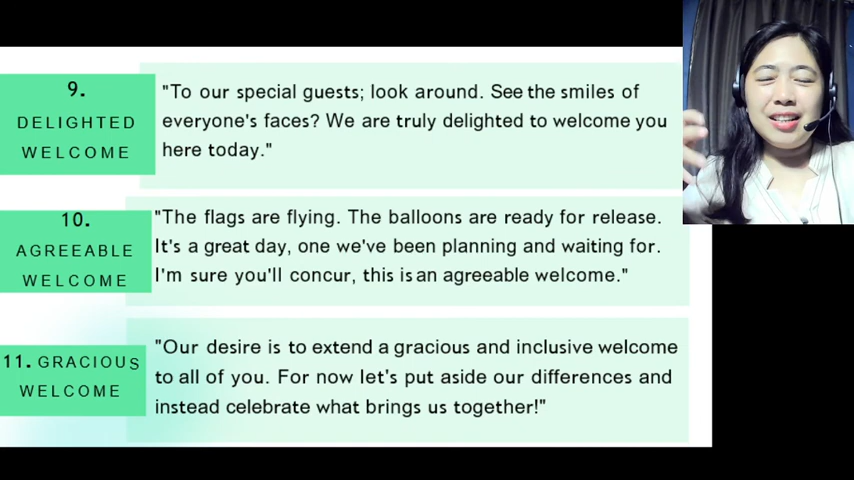 9.
DELIGHTED
WELCOME
"To our special guests; look around. See the smiles of
everyone's faces? We are truly delighted to welcome you
here today."
10.
AGREEABLE
WELCOME
"The flags are flying. The balloons are ready for release.
It's a great day, one we've been planning and waiting for.
I'm sure you'll concur, this is an agreeable welcome."
11. GRACIOUS
WELCOME
"Our desire is to extend a gracious and inclusive welcome
to all of you. For now let's put aside our differences and
instead celebrate what brings us together!"